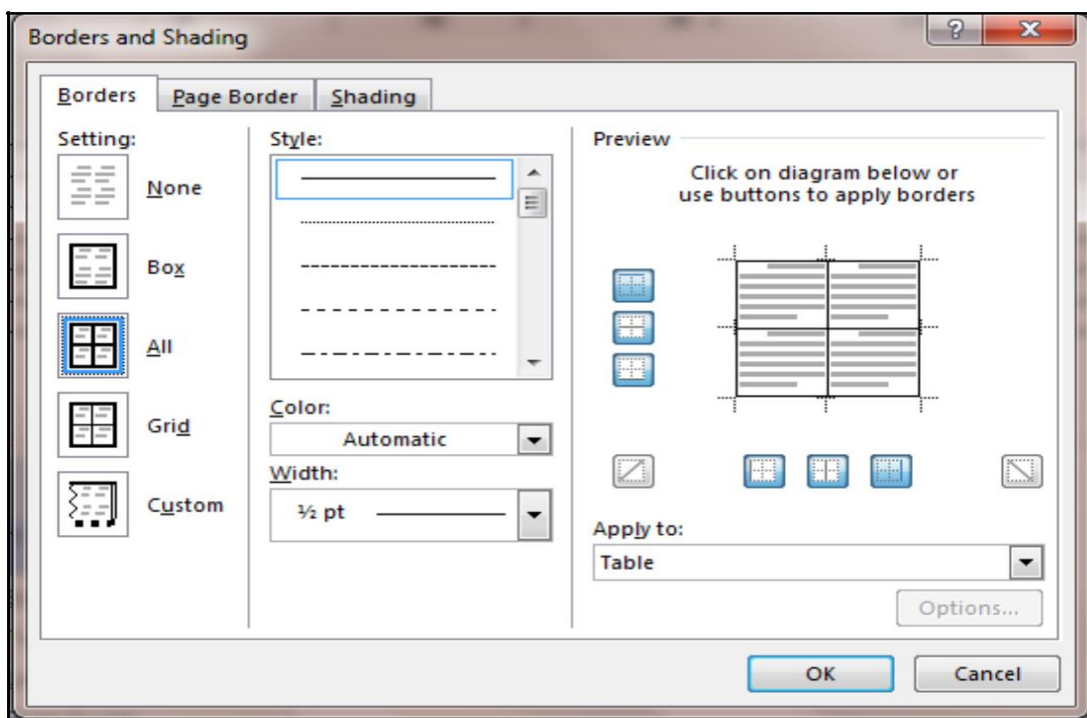 Borders and Shading
?
X
Borders
Page Border
Shading
Setting:
None
Box
All
Grid
Custom
Style:
Color:
Automatic
Width:
½ pt
Preview
Click on diagram below or
use buttons to apply borders
Apply to:
Table
Options...
OK
Cancel